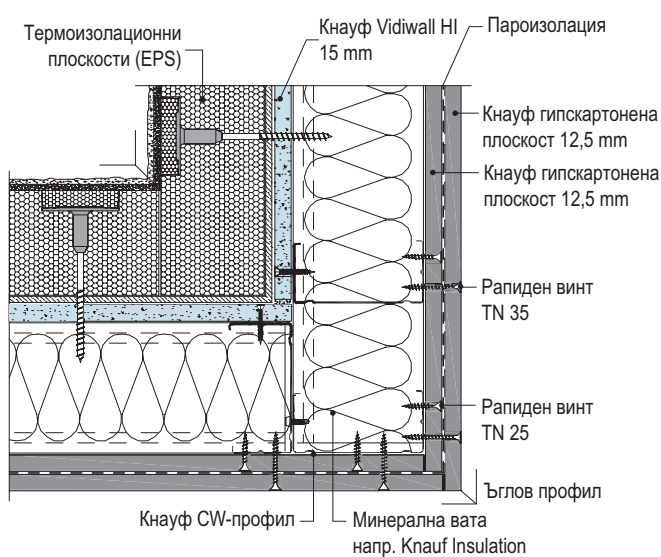 Термоизолационни
плоскости (EPS)
Кнауф Vidiwall HI
15 mm
Пароизолация
Кнауф гипскартонена
плоскост 12,5 mm
Кнауф гипскартонена
плоскост 12,5 mm
Рапиден винт
TN 35
Рапиден винт
TN 25
Ъглов профил
Кнауф CW-профил
Минерална вата
напр. Knauf Insulation